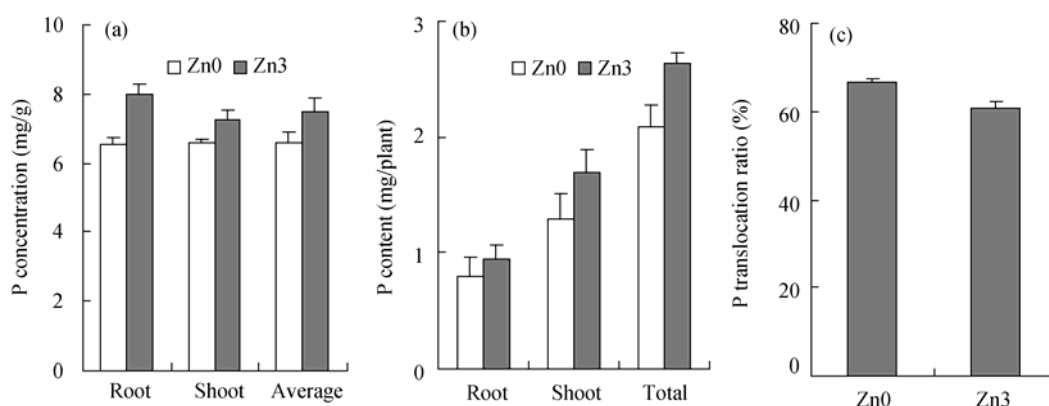 (a)
Zn0 Zn3
P concentration (mg/g)
10
8
6
4
2
0
Root Shoot Average
(b)
Zn0 Zn3
P content (mg/plant)
3
2
1
0
Root Shoot Total
(c)
P translocation ratio (%)
80
60
40
20
0
Zn0 Zn3